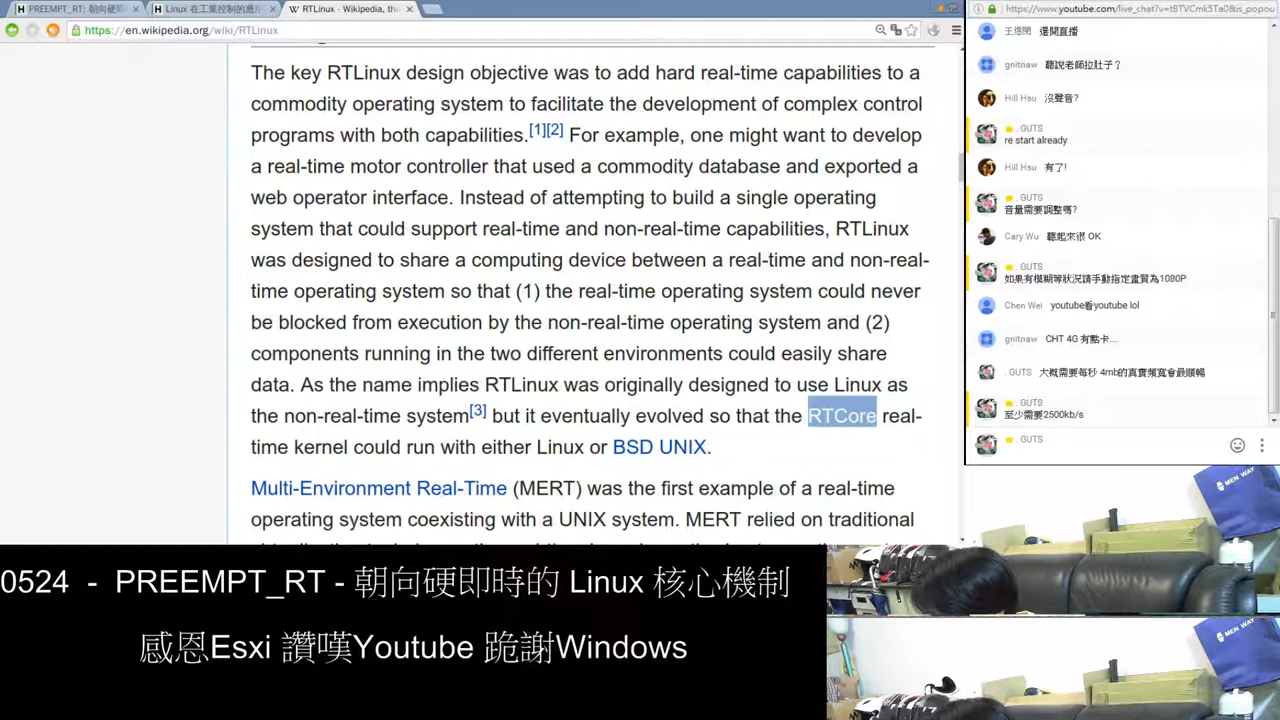 PREEMPT_RT: 朝向硬即
Linux 在工業控制的應
RTLinux - Wikipedia, the
https://en.wikipedia.org/wiki/RTLinux
The key RTLinux design objective was to add hard real-time capabilities to a
commodity operating system to facilitate the development of complex control
programs with both capabilities.[1][2] For example, one might want to develop
a real-time motor controller that used a commodity database and exported a
web operator interface. Instead of attempting to build a single operating
system that could support real-time and non-real-time capabilities, RTLinux
was designed to share a computing device between a real-time and non-real-
time operating system so that (1) the real-time operating system could never
be blocked from execution by the non-real-time operating system and (2)
components running in the two different environments could easily share
data. As the name implies RTLinux was originally designed to use Linux as
the non-real-time system[3] but it eventually evolved so that the RTCore real-
time kernel could run with either Linux or BSD UNIX.
Multi-Environment Real-Time (MERT) was the first example of a real-time
operating system coexisting with a UNIX system. MERT relied on traditional
https://www.youtube.com/live_chat?v=tBTVCmk5Ta0&is_popou
還開直播
gnitnaw 聽說老師拉肚子？
Hill Hsu 沒聲音?
. GUTS
re start already
Hill Hsu 有了!
. GUTS
音量需要調整嗎?
Cary Wu 聽起來很 OK
. GUTS
如果有模糊等狀況請手動指定畫質為1080P
Chen Wei youtube看youtube lol
gnitnaw CHT 4G 有點卡....
. GUTS 大概需要每秒 4mb的真實頻寬會最順暢
. GUTS
至少需要2500kb/s
. GUTS
MEN WAY
0524 - PREEMPT_RT - 朝向硬即時的 Linux 核心機制
感恩Esxi 讚嘆Youtube 跪謝Windows
MEN WAY